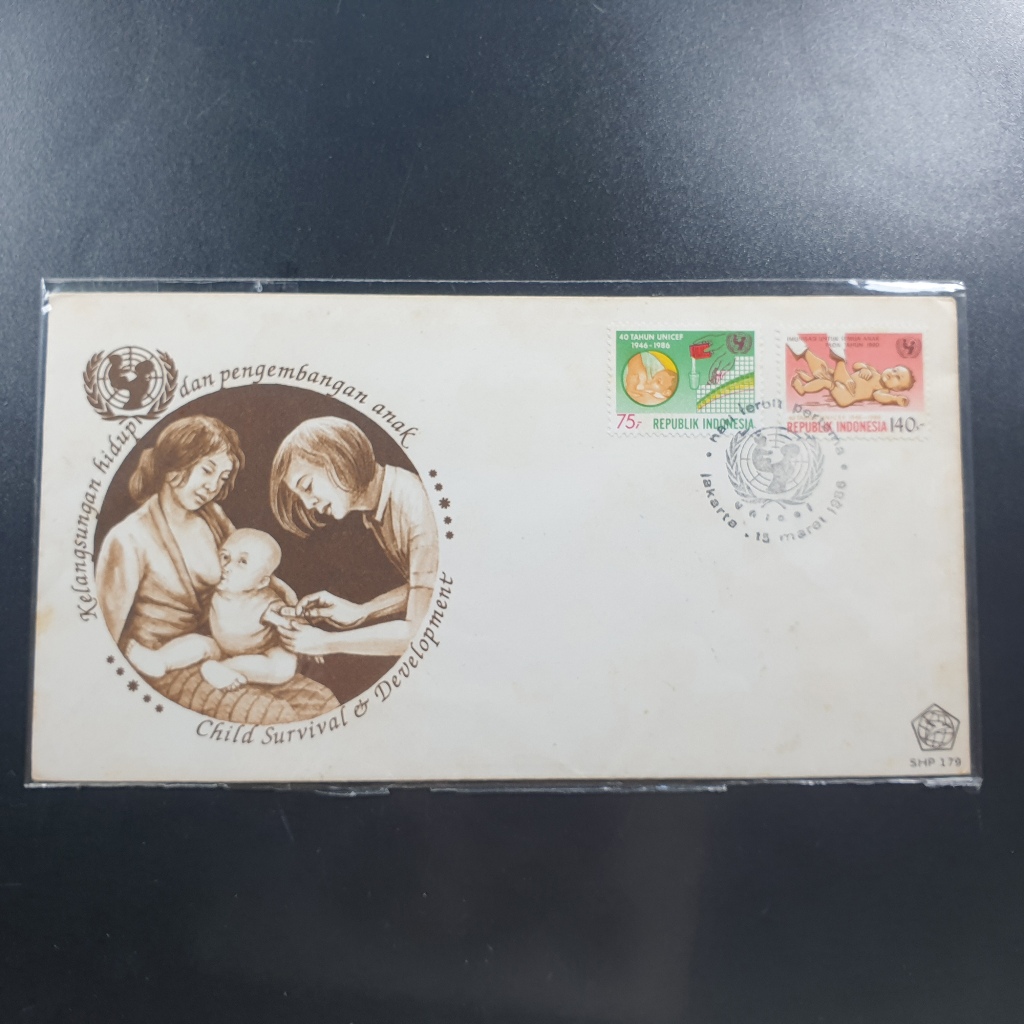 Kelangsungan hidup dan pengembangan anak
Child Survival & Development
40 TAHUN UNICEF
1946 - 1986
75,-
REPUBLIK INDONESIA
REPUBLIK INDONESIA 140,-
hari terbit pertama
unicef
jakarta · 15 maret 1986
SHP 179